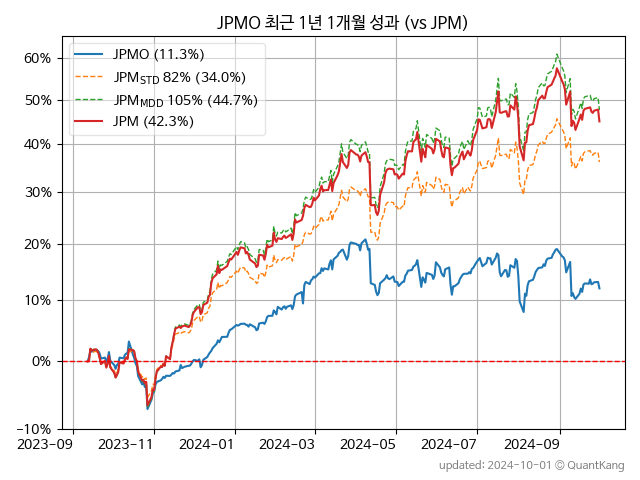 JPMO 최근 1년 1개월 성과 (vs JPM)
JPMO (11.3%)
JPM_STD 82% (34.0%)
JPM_MDD 105% (44.7%)
JPM (42.3%)
60%
50%
40%
30%
20%
10%
0%
−10%
2023-09 2023-11 2024-01 2024-03 2024-05 2024-07 2024-09
updated: 2024-10-01 © QuantKang